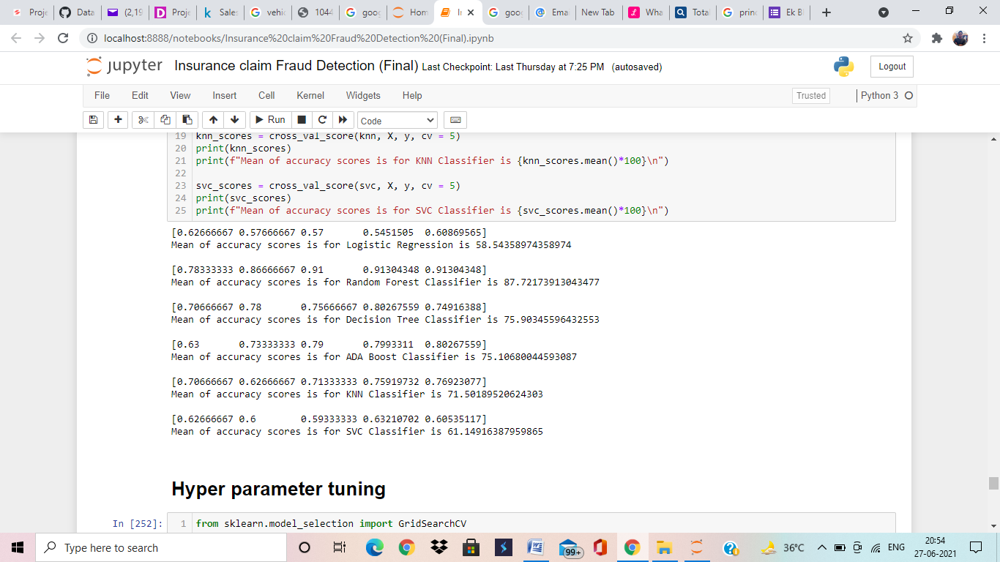 Proje
Data
(2,19
Proje
Sales
vehic
1044
goog
Hom
In
goog
Emai
New Tab
Wha
Total
princ
Ek Bh
localhost:8888/notebooks/Insurance%20claim%20Fraud%20Detection%20(Final).ipynb
jupyter Insurance claim Fraud Detection (Final) Last Checkpoint: Last Thursday at 7:25 PM (autosaved)
Logout
File Edit View Insert Cell Kernel Widgets Help
Trusted
Python 3
Run
Code
19 knn_scores = cross_val_score(knn, X, y, cv = 5)
20 print(knn_scores)
21 print(f"Mean of accuracy scores is for KNN Classifier is {knn_scores.mean()*100}\n")
22
23 svc_scores = cross_val_score(svc, X, y, cv = 5)
24 print(svc_scores)
25 print(f"Mean of accuracy scores is for SVC Classifier is {svc_scores.mean()*100}\n")
[0.62666667 0.57666667 0.57       0.5451505  0.60869565]
Mean of accuracy scores is for Logistic Regression is 58.54358974358974
[0.78333333 0.86666667 0.91       0.91304348 0.91304348]
Mean of accuracy scores is for Random Forest Classifier is 87.72173913043477
[0.70666667 0.78       0.75666667 0.80267559 0.74916388]
Mean of accuracy scores is for Decision Tree Classifier is 75.90345596432553
[0.63       0.73333333 0.79       0.7993311  0.80267559]
Mean of accuracy scores is for ADA Boost Classifier is 75.10680044593087
[0.70666667 0.62666667 0.71333333 0.75919732 0.76923077]
Mean of accuracy scores is for KNN Classifier is 71.50189520624303
[0.62666667 0.6        0.59333333 0.63210702 0.60535117]
Mean of accuracy scores is for SVC Classifier is 61.14916387959865
Hyper parameter tuning
In [252]:
1 from sklearn.model_selection import GridSearchCV
Type here to search
99+
36°C
ENG
20:54
27-06-2021